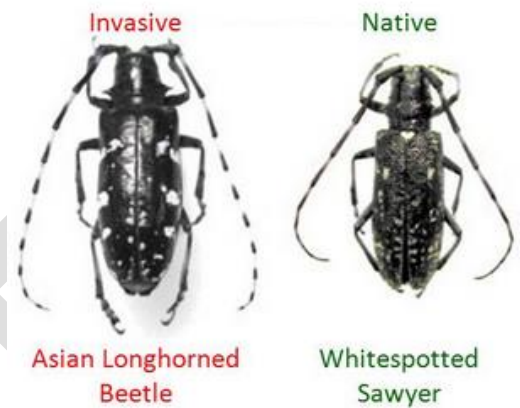 Invasive
Native
Asian Longhorned
Beetle
Whitespotted
Sawyer